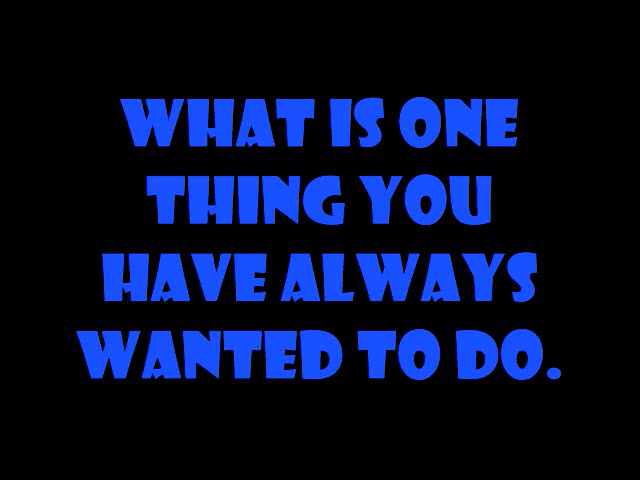 WHAT IS ONE
THING YOU
HAVE ALWAYS
WANTED TO DO.